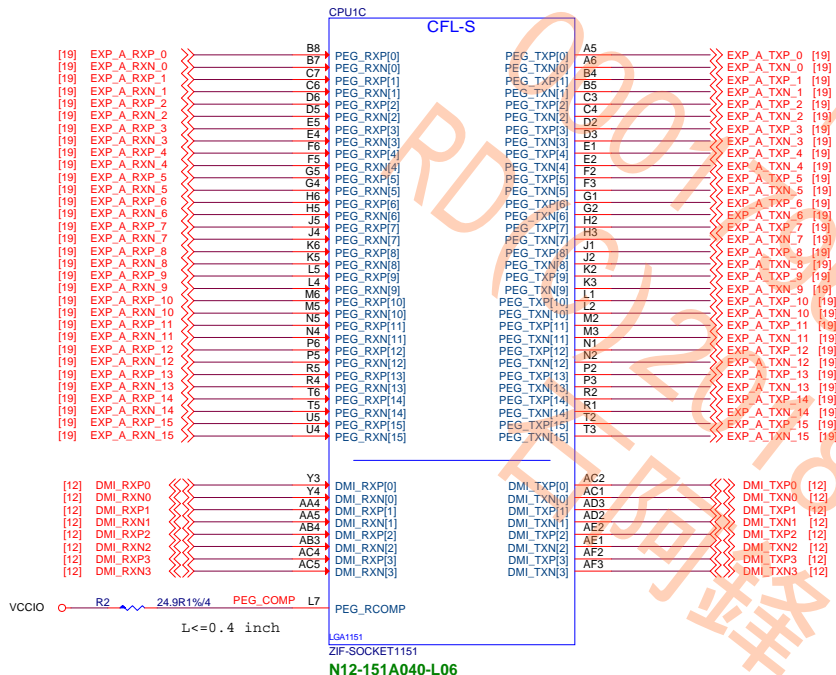 CPU1C
CFL-S
[19] EXP_A_RXP_0 B8 PEG_RXP[0] PEG_TXP[0] A5 EXP_A_TXP_0 [19]
[19] EXP_A_RXN_0 B7 PEG_RXN[0] PEG_TXN[0] A6 EXP_A_TXN_0 [19]
[19] EXP_A_RXP_1 C7 PEG_RXP[1] PEG_TXP[1] B4 EXP_A_TXP_1 [19]
[19] EXP_A_RXN_1 C6 PEG_RXN[1] PEG_TXN[1] B5 EXP_A_TXN_1 [19]
[19] EXP_A_RXP_2 D6 PEG_RXP[2] PEG_TXP[2] C3 EXP_A_TXP_2 [19]
[19] EXP_A_RXN_2 D5 PEG_RXN[2] PEG_TXN[2] C4 EXP_A_TXN_2 [19]
[19] EXP_A_RXP_3 E5 PEG_RXP[3] PEG_TXP[3] D2 EXP_A_TXP_3 [19]
[19] EXP_A_RXN_3 E4 PEG_RXN[3] PEG_TXN[3] D3 EXP_A_TXN_3 [19]
[19] EXP_A_RXP_4 F6 PEG_RXP[4] PEG_TXP[4] E1 EXP_A_TXP_4 [19]
[19] EXP_A_RXN_4 F5 PEG_RXN[4] PEG_TXN[4] E2 EXP_A_TXN_4 [19]
[19] EXP_A_RXP_5 G5 PEG_RXP[5] PEG_TXP[5] F2 EXP_A_TXP_5 [19]
[19] EXP_A_RXN_5 G4 PEG_RXN[5] PEG_TXN[5] F3 EXP_A_TXN_5 [19]
[19] EXP_A_RXP_6 H6 PEG_RXP[6] PEG_TXP[6] G1 EXP_A_TXP_6 [19]
[19] EXP_A_RXN_6 H5 PEG_RXN[6] PEG_TXN[6] G2 EXP_A_TXN_6 [19]
[19] EXP_A_RXP_7 J5 PEG_RXP[7] PEG_TXP[7] H2 EXP_A_TXP_7 [19]
[19] EXP_A_RXN_7 J4 PEG_RXN[7] PEG_TXN[7] H3 EXP_A_TXN_7 [19]
[19] EXP_A_RXP_8 K6 PEG_RXP[8] PEG_TXP[8] J1 EXP_A_TXP_8 [19]
[19] EXP_A_RXN_8 K5 PEG_RXN[8] PEG_TXN[8] J2 EXP_A_TXN_8 [19]
[19] EXP_A_RXP_9 L5 PEG_RXP[9] PEG_TXP[9] K2 EXP_A_TXP_9 [19]
[19] EXP_A_RXN_9 L4 PEG_RXN[9] PEG_TXN[9] K3 EXP_A_TXN_9 [19]
[19] EXP_A_RXP_10 M6 PEG_RXP[10] PEG_TXP[10] L1 EXP_A_TXP_10 [19]
[19] EXP_A_RXN_10 M5 PEG_RXN[10] PEG_TXN[10] L2 EXP_A_TXN_10 [19]
[19] EXP_A_RXP_11 N5 PEG_RXP[11] PEG_TXP[11] M2 EXP_A_TXP_11 [19]
[19] EXP_A_RXN_11 N4 PEG_RXN[11] PEG_TXN[11] M3 EXP_A_TXN_11 [19]
[19] EXP_A_RXP_12 P6 PEG_RXP[12] PEG_TXP[12] N1 EXP_A_TXP_12 [19]
[19] EXP_A_RXN_12 P5 PEG_RXN[12] PEG_TXN[12] N2 EXP_A_TXN_12 [19]
[19] EXP_A_RXP_13 R5 PEG_RXP[13] PEG_TXP[13] P2 EXP_A_TXP_13 [19]
[19] EXP_A_RXN_13 R4 PEG_RXN[13] PEG_TXN[13] P3 EXP_A_TXN_13 [19]
[19] EXP_A_RXP_14 T6 PEG_RXP[14] PEG_TXP[14] R2 EXP_A_TXP_14 [19]
[19] EXP_A_RXN_14 T5 PEG_RXN[14] PEG_TXN[14] R1 EXP_A_TXN_14 [19]
[19] EXP_A_RXP_15 U5 PEG_RXP[15] PEG_TXP[15] T2 EXP_A_TXP_15 [19]
[19] EXP_A_RXN_15 U4 PEG_RXN[15] PEG_TXN[15] T3 EXP_A_TXN_15 [19]
[12] DMI_RXP0 Y3 DMI_RXP[0] DMI_TXP[0] AC2 DMI_TXP0 [12]
[12] DMI_RXN0 Y4 DMI_RXN[0] DMI_TXN[0] AC1 DMI_TXN0 [12]
[12] DMI_RXP1 AA4 DMI_RXP[1] DMI_TXP[1] AD3 DMI_TXP1 [12]
[12] DMI_RXN1 AA5 DMI_RXN[1] DMI_TXN[1] AD2 DMI_TXN1 [12]
[12] DMI_RXP2 AB4 DMI_RXP[2] DMI_TXP[2] AE2 DMI_TXP2 [12]
[12] DMI_RXN2 AB3 DMI_RXN[2] DMI_TXN[2] AE1 DMI_TXN2 [12]
[12] DMI_RXP3 AC4 DMI_RXP[3] DMI_TXP[3] AF2 DMI_TXP3 [12]
[12] DMI_RXN3 AC5 DMI_RXN[3] DMI_TXN[3] AF3 DMI_TXN3 [12]
VCCIO R2 24.9R1%/4 PEG_COMP L7 PEG_RCOMP
L<=0.4 inch
LGA1151
ZIF-SOCKET1151
N12-151A040-L06